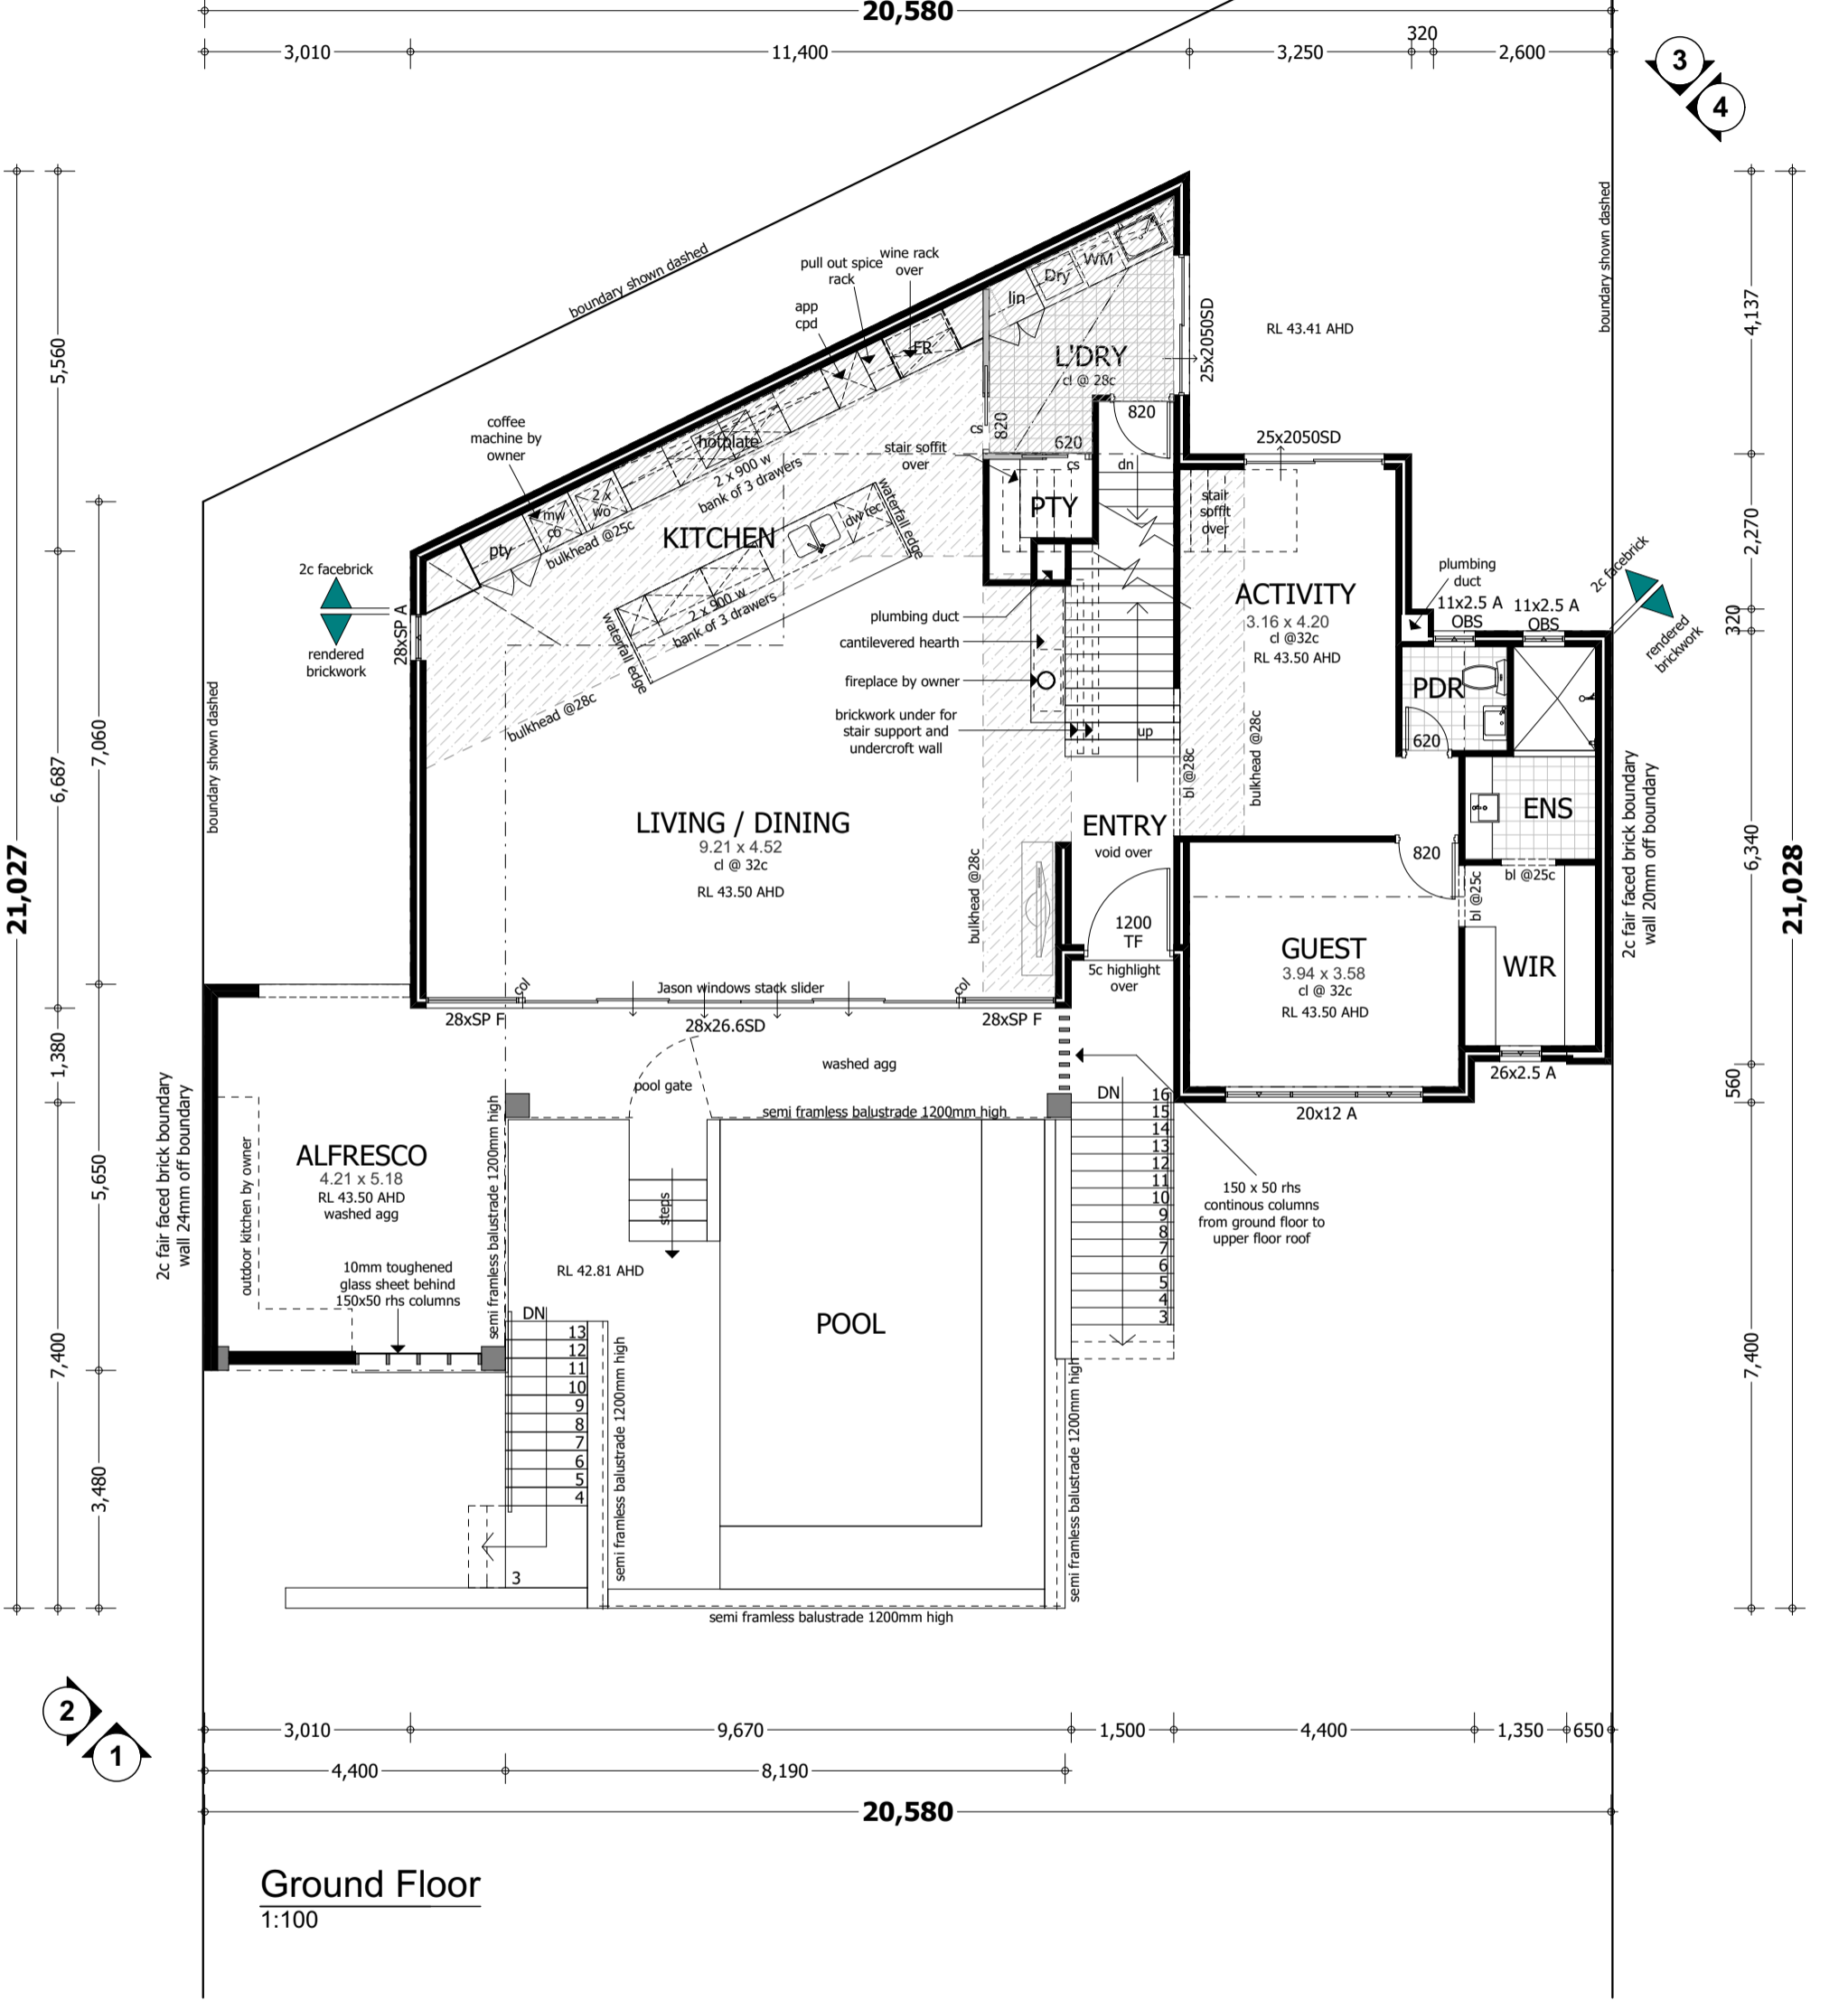 20,580
3,010
11,400
3,250
320
2,600
3
4
boundary shown dashed
boundary shown dashed
5,560
4,137
wine rack
over
pull out spice
rack
app
cpd
FR
lin
Dry
WM
L'DRY
cl @ 28c
25x2050SD
RL 43.41 AHD
820
820
620
cs
cs
dn
25x2050SD
stair soffit
over
coffee
machine by
owner
hotplate
2 x 900 w
bank of 3 drawers
2 x
wo
mw
co
pty
bulkhead @25c
KITCHEN
dw rec
waterfall edge
2 x 900 w
bank of 3 drawers
waterfall edge
PTY
stair
soffit
over
2,270
2c facebrick
rendered
brickwork
28xSP A
plumbing duct
cantilevered hearth
fireplace by owner
brickwork under for
stair support and
undercroft wall
up
ACTIVITY
3.16 x 4.20
cl @32c
RL 43.50 AHD
plumbing
duct
11x2.5 A
OBS
11x2.5 A
OBS
2c facebrick
rendered
brickwork
320
PDR
620
bulkhead @28c
bulkhead @28c
bl @28c
boundary shown dashed
7,060
6,687
21,027
LIVING / DINING
9.21 x 4.52
cl @ 32c
RL 43.50 AHD
bulkhead @28c
ENTRY
void over
1200
TF
5c highlight
over
820
ENS
bl @25c
bl @25c
GUEST
3.94 x 3.58
cl @ 32c
RL 43.50 AHD
WIR
2c fair faced brick boundary
wall 20mm off boundary
6,340
21,028
col
Jason windows stack slider
col
28xSP F
28x26.6SD
28xSP F
washed agg
pool gate
semi framless balustrade 1200mm high
26x2.5 A
20x12 A
560
1,380
2c fair faced brick boundary
wall 24mm off boundary
outdoor kitchen by owner
ALFRESCO
4.21 x 5.18
RL 43.50 AHD
washed agg
10mm toughened
glass sheet behind
150x50 rhs columns
semi framless balustrade 1200mm high
steps
RL 42.81 AHD
POOL
DN
16
15
14
13
12
11
10
9
8
7
6
5
4
3
150 x 50 rhs
continous columns
from ground floor to
upper floor roof
5,650
7,400
3,480
7,400
DN
13
12
11
10
9
8
7
6
5
4
3
semi framless balustrade 1200mm high
semi framless balustrade 1200mm high
semi framless balustrade 1200mm high
2
1
3,010
9,670
1,500
4,400
1,350
650
4,400
8,190
20,580
Ground Floor
1:100